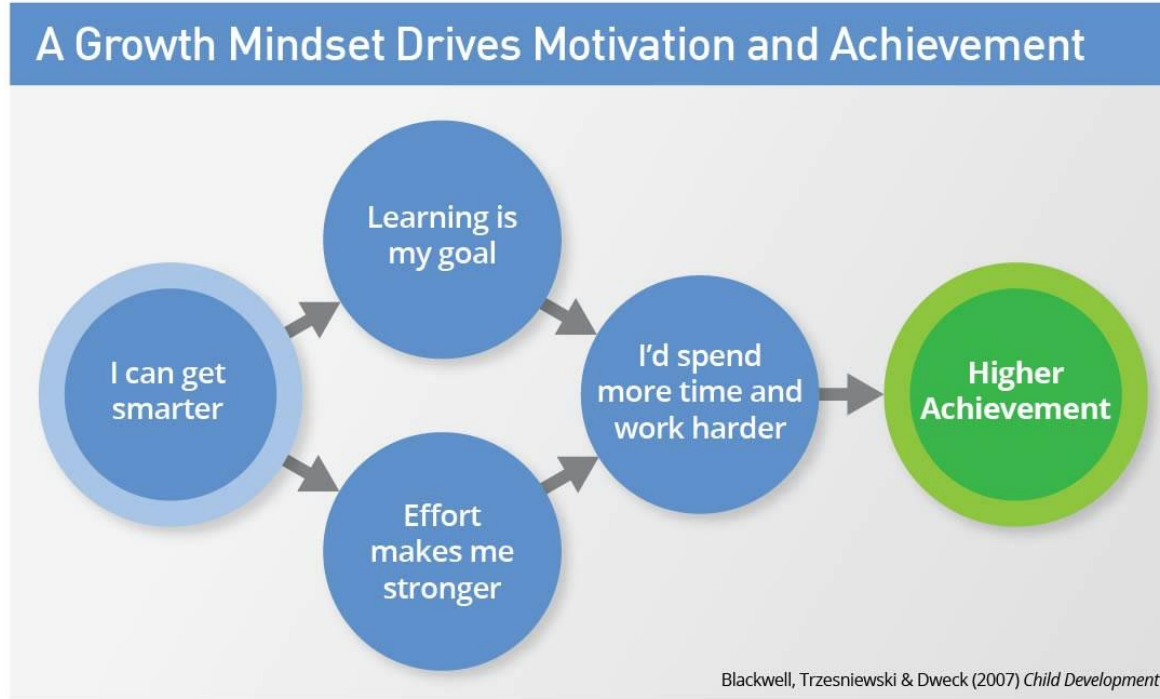 A Growth Mindset Drives Motivation and Achievement
I can get
smarter
Learning is
my goal
Effort
makes me
stronger
I’d spend
more time and
work harder
Higher
Achievement
Blackwell, Trzesniewski & Dweck (2007) Child Development